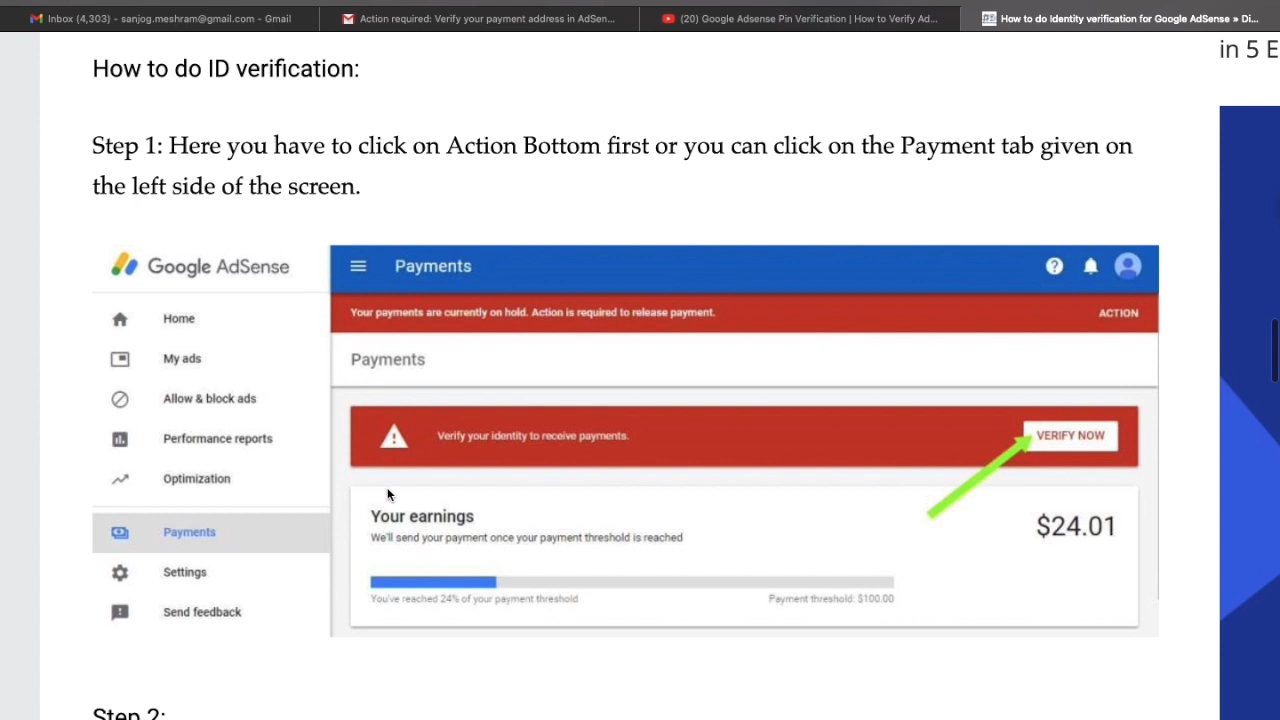 Inbox (4,303) - sanjog.meshram@gmail.com - Gmail
Action required: Verify your payment address in AdSen...
(20) Google Adsense Pin Verification | How to Verify Ad...
How to do Identity verification for Google AdSense » Di...
in 5 E
How to do ID verification:
Step 1: Here you have to click on Action Bottom first or you can click on the Payment tab given on
the left side of the screen.
Google AdSense
Payments
Your payments are currently on hold. Action is required to release payment.
ACTION
Home
My ads
Allow & block ads
Performance reports
Optimization
Payments
Settings
Send feedback
Payments
Verify your identity to receive payments.
VERIFY NOW
Your earnings
We'll send your payment once your payment threshold is reached
$24.01
You've reached 24% of your payment threshold
Payment threshold: $100.00
Step 2: